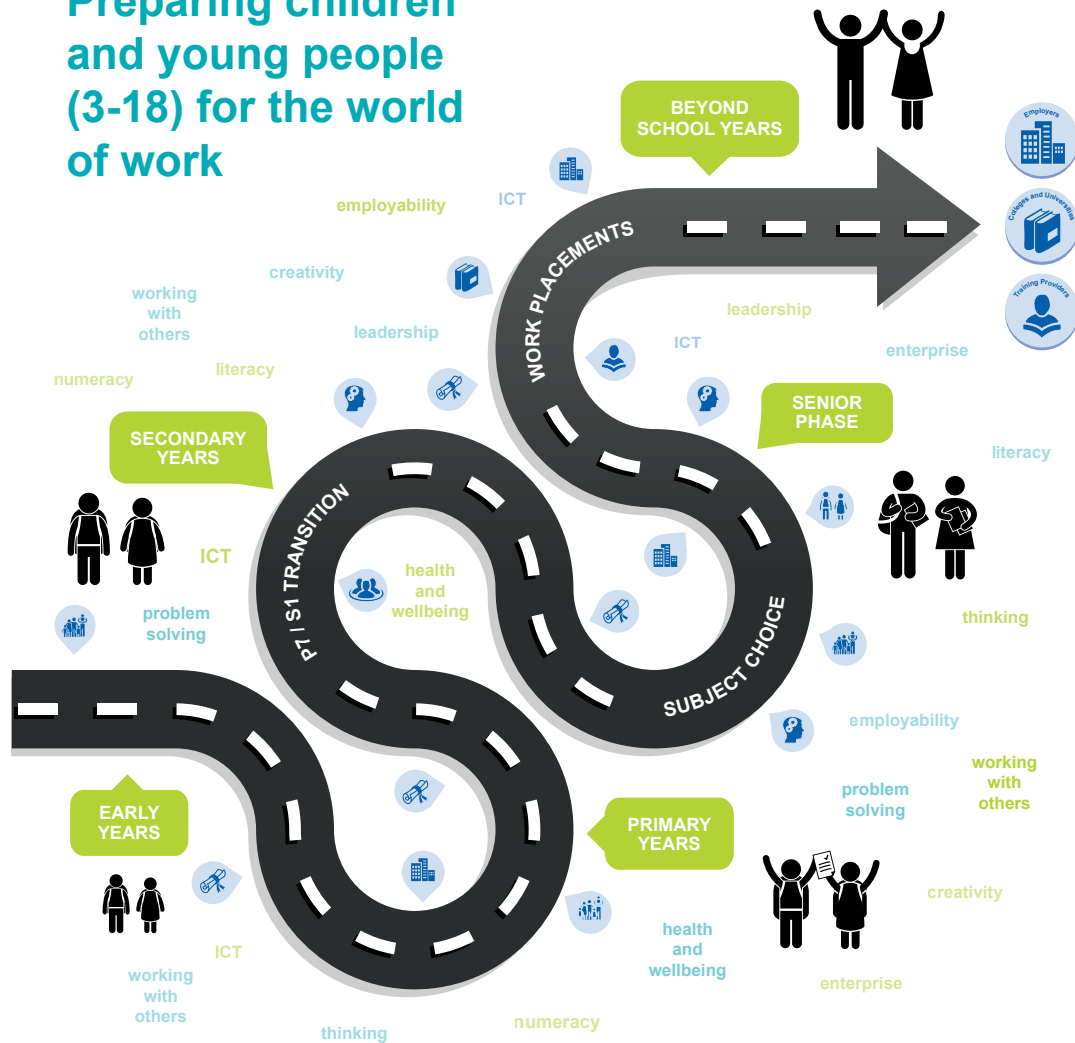 Preparing children
and young people
(3-18) for the world
of work
BEYOND
SCHOOL YEARS
Employers
Colleges and Universities
Training Providers
employability
ICT
WORK PLACEMENTS
creativity
working
with
others
leadership
leadership
ICT
enterprise
numeracy
literacy
SECONDARY
YEARS
SENIOR
PHASE
literacy
P7 / S1 TRANSITION
ICT
health
and
wellbeing
problem
solving
thinking
SUBJECT CHOICE
employability
working
with
others
problem
solving
EARLY
YEARS
PRIMARY
YEARS
creativity
health
and
wellbeing
ICT
enterprise
working
with
others
thinking
numeracy